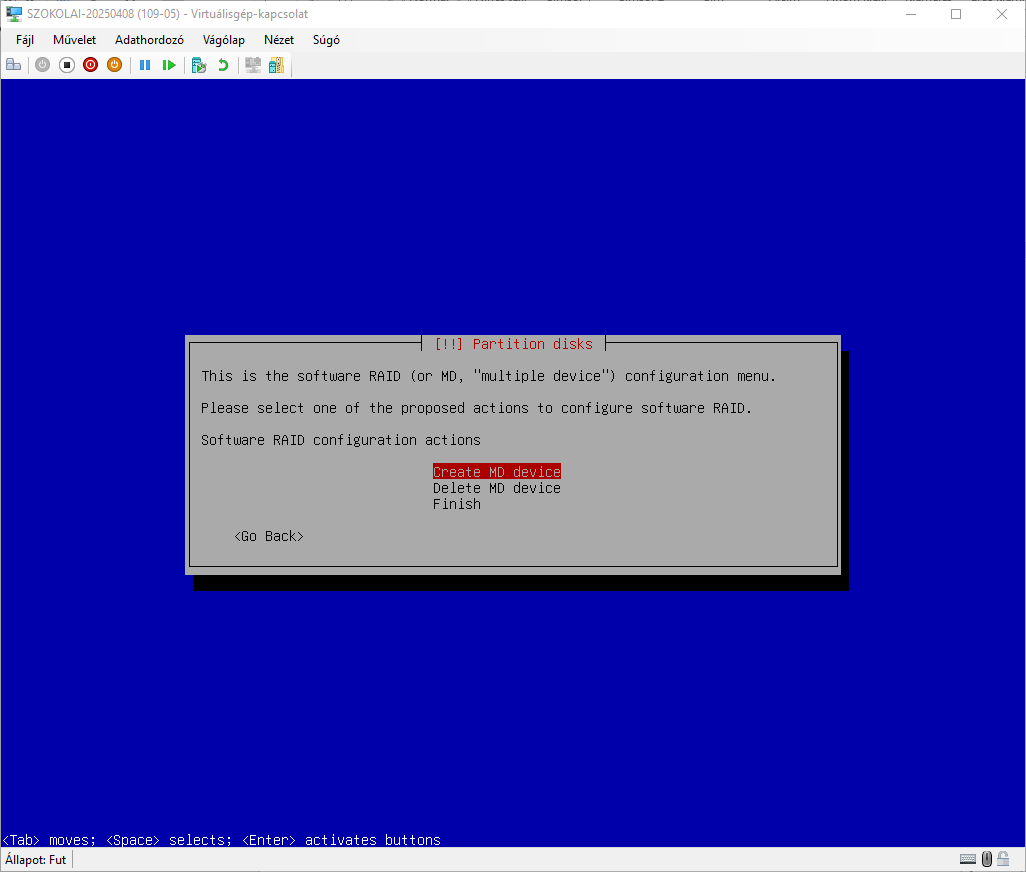 SZOKOLAI-20250408 (109-05) - Virtuálisgép-kapcsolat
Fájl Művelet Adathordozó Vágólap Nézet Súgó
[!!] Partition disks
This is the software RAID (or MD, "multiple device") configuration menu.
Please select one of the proposed actions to configure software RAID.
Software RAID configuration actions
Create MD device
Delete MD device
Finish
<Go Back>
<Tab> moves; <Space> selects; <Enter> activates buttons
Állapot: Fut